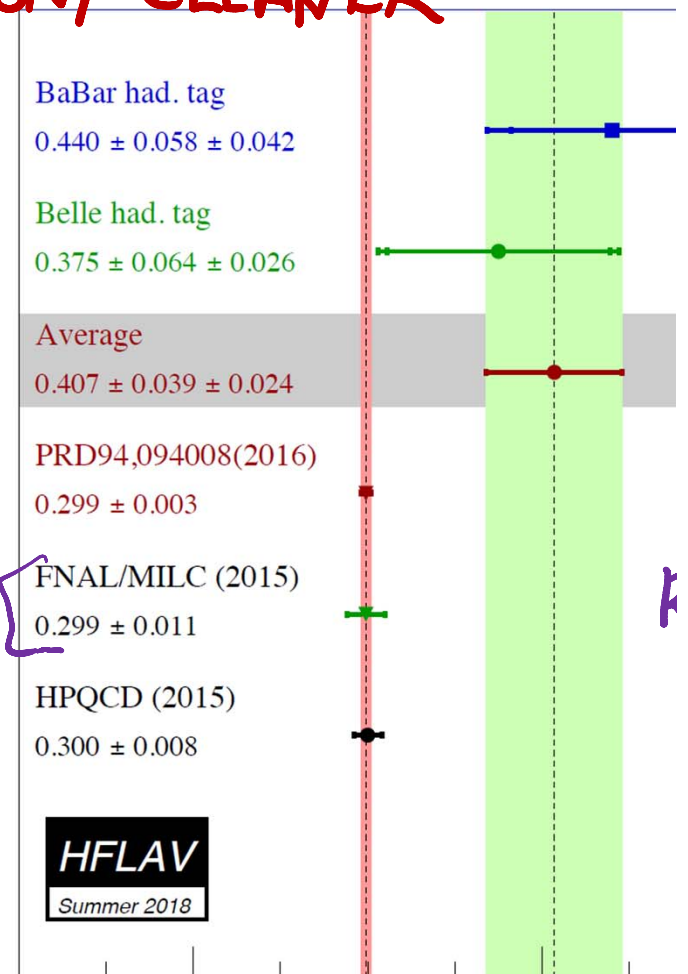 CLEANER
BaBar had. tag
0.440 ± 0.058 ± 0.042
Belle had. tag
0.375 ± 0.064 ± 0.026
Average
0.407 ± 0.039 ± 0.024
PRD94,094008(2016)
0.299 ± 0.003
FNAL/MILC (2015)
0.299 ± 0.011
HPQCD (2015)
0.300 ± 0.008
HFLAV
Summer 2018